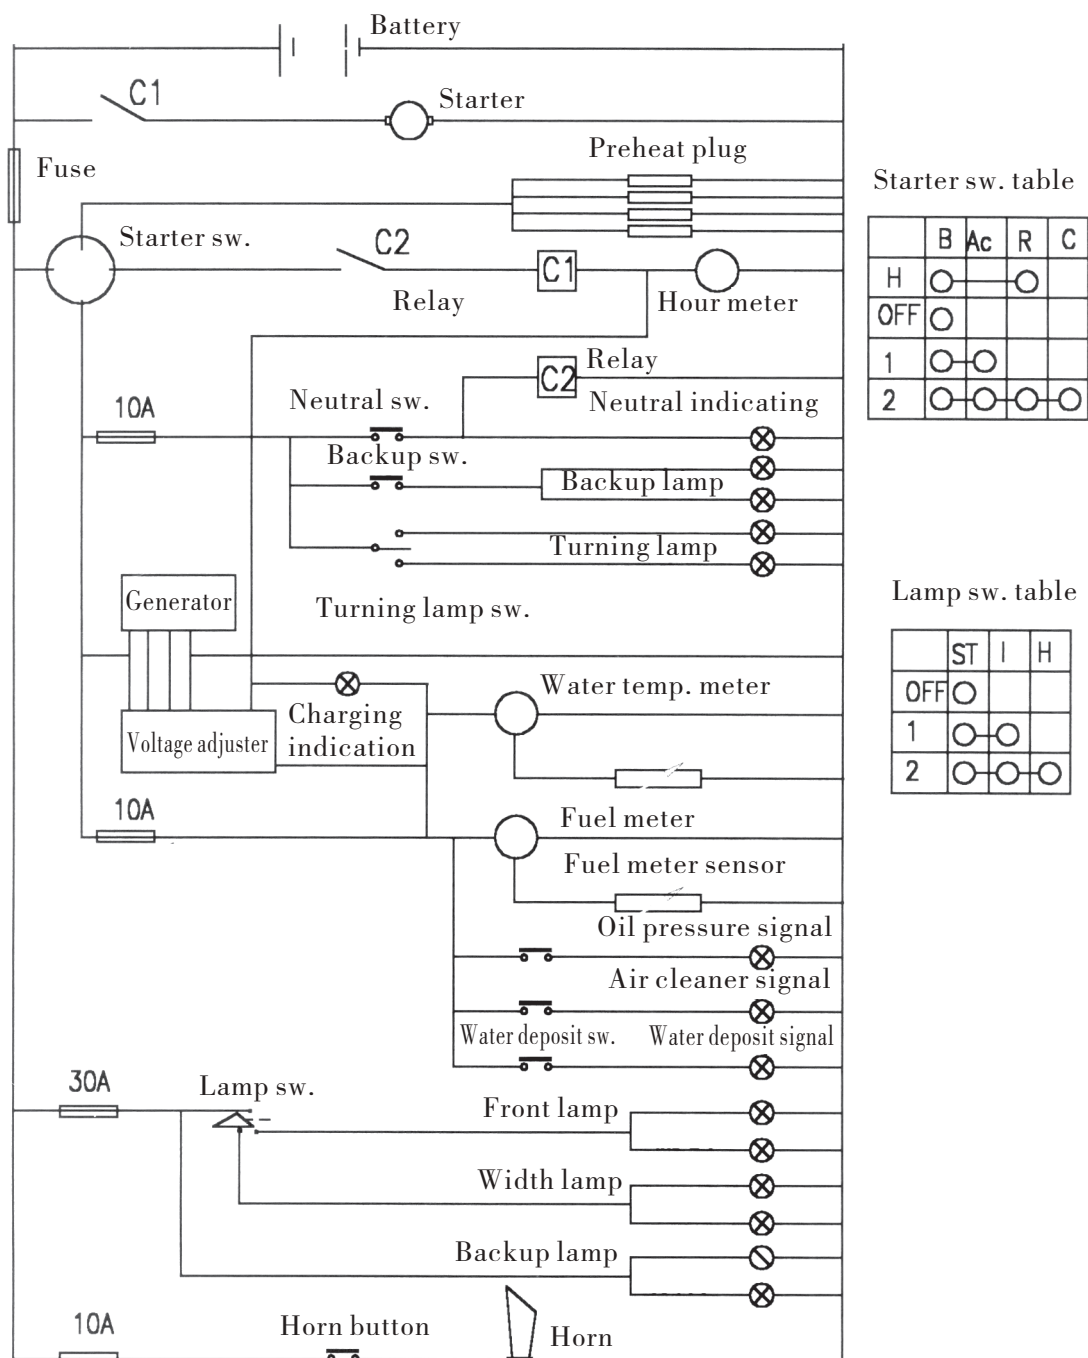 Battery
C1
Starter
Fuse
Preheat plug
Starter sw. table
Starter sw.
C2
C1
Relay
Hour meter
B Ac R C
H
OFF
1
2
Relay
C2
10A
Neutral sw.
Neutral indicating
Backup sw.
Backup lamp
Turning lamp
Generator
Turning lamp sw.
Lamp sw. table
ST I H
OFF
1
2
Water temp. meter
Charging
indication
Voltage adjuster
10A
Fuel meter
Fuel meter sensor
Oil pressure signal
Air cleaner signal
Water deposit sw.
Water deposit signal
30A
Lamp sw.
Front lamp
Width lamp
Backup lamp
10A
Horn button
Horn